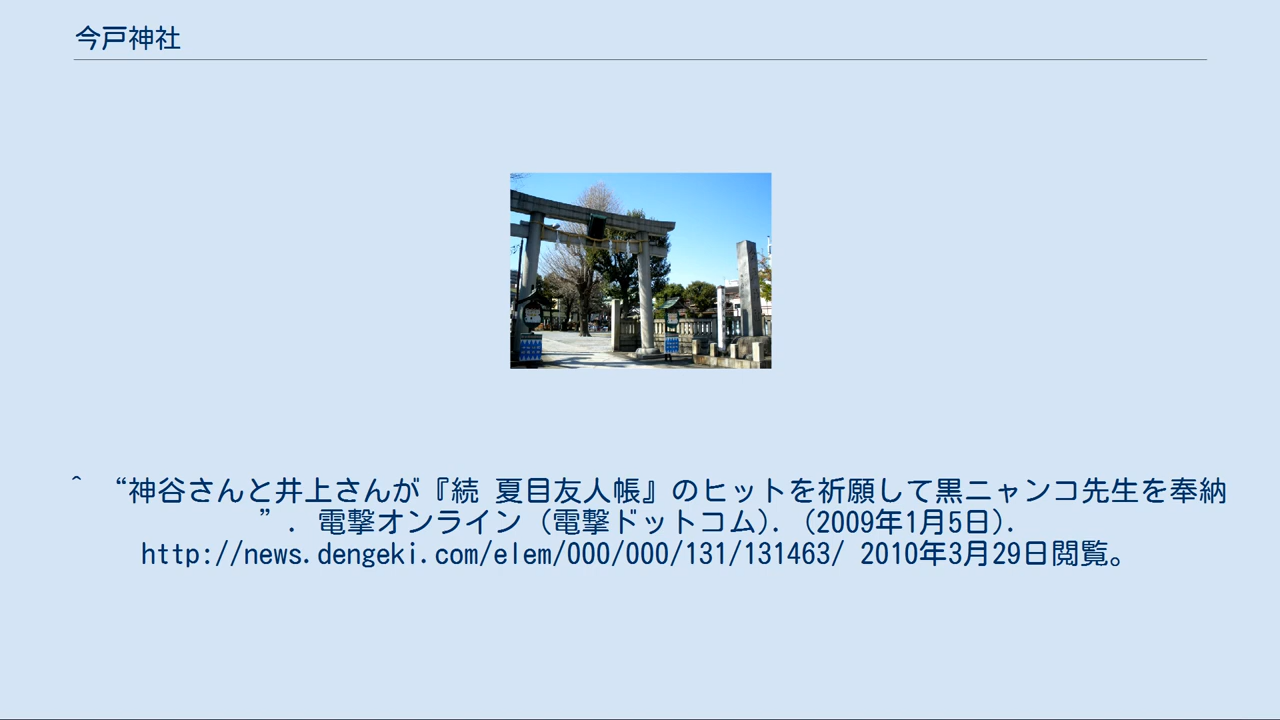 今戸神社
^ “神谷さんと井上さんが『続 夏目友人帳』のヒットを祈願して黒ニャンコ先生を奉納
”. 電撃オンライン (電撃ドットコム). (2009年1月5日).
http://news.dengeki.com/elem/000/000/131/131463/ 2010年3月29日閲覧。